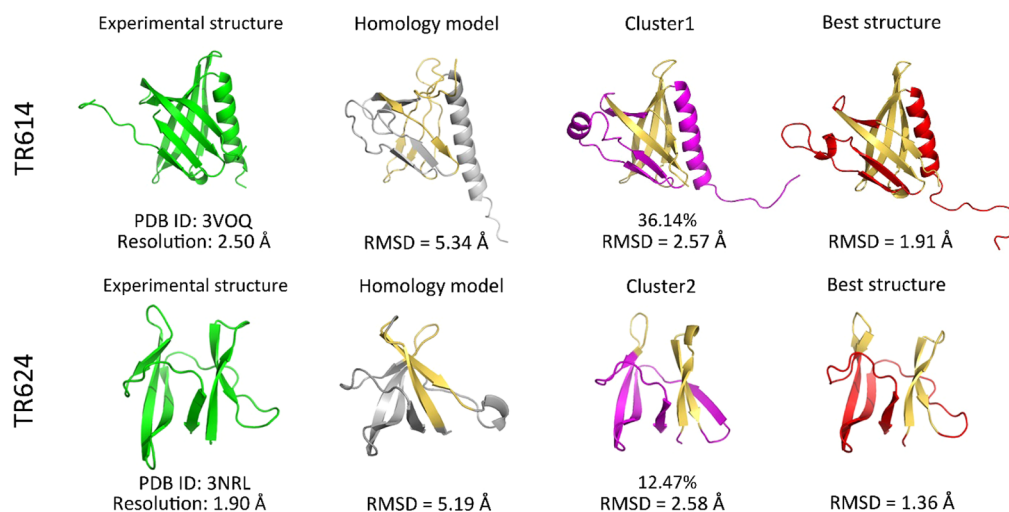 Experimental structure
Homology model
Cluster1
Best structure
TR614
PDB ID: 3VOQ
Resolution: 2.50 Å
RMSD = 5.34 Å
36.14%
RMSD = 2.57 Å
RMSD = 1.91 Å
Experimental structure
Homology model
Cluster2
Best structure
TR624
PDB ID: 3NRL
Resolution: 1.90 Å
RMSD = 5.19 Å
12.47%
RMSD = 2.58 Å
RMSD = 1.36 Å